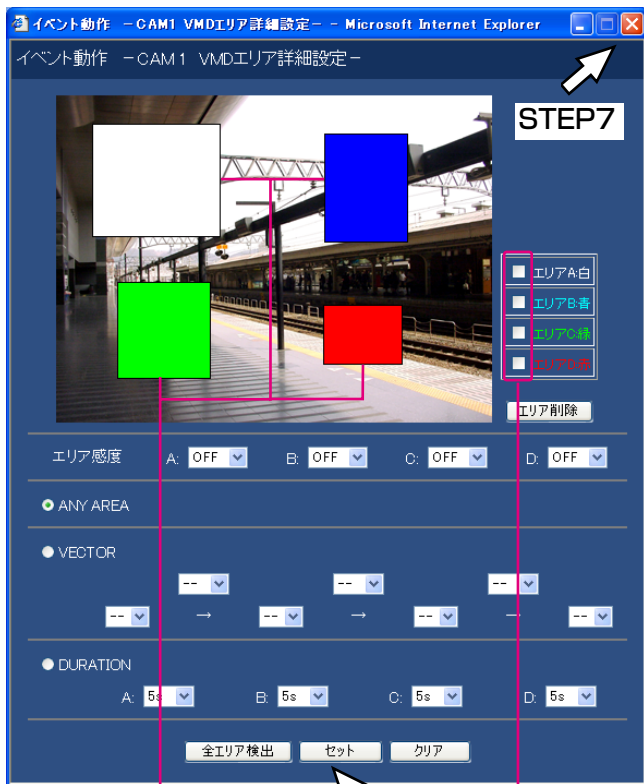 イベント動作 －CAM1 VMDエリア詳細設定－ - Microsoft Internet Explorer
イベント動作 －CAM1 VMDエリア詳細設定－
STEP7
エリアA:白
エリアB:青
エリアC:緑
エリアD:赤
エリア削除
エリア感度 A: OFF B: OFF C: OFF D: OFF
ANY AREA
VECTOR
-- -- --
-- → -- → -- → --
DURATION
A: 5s B: 5s C: 5s D: 5s
全エリア検出 セット クリア